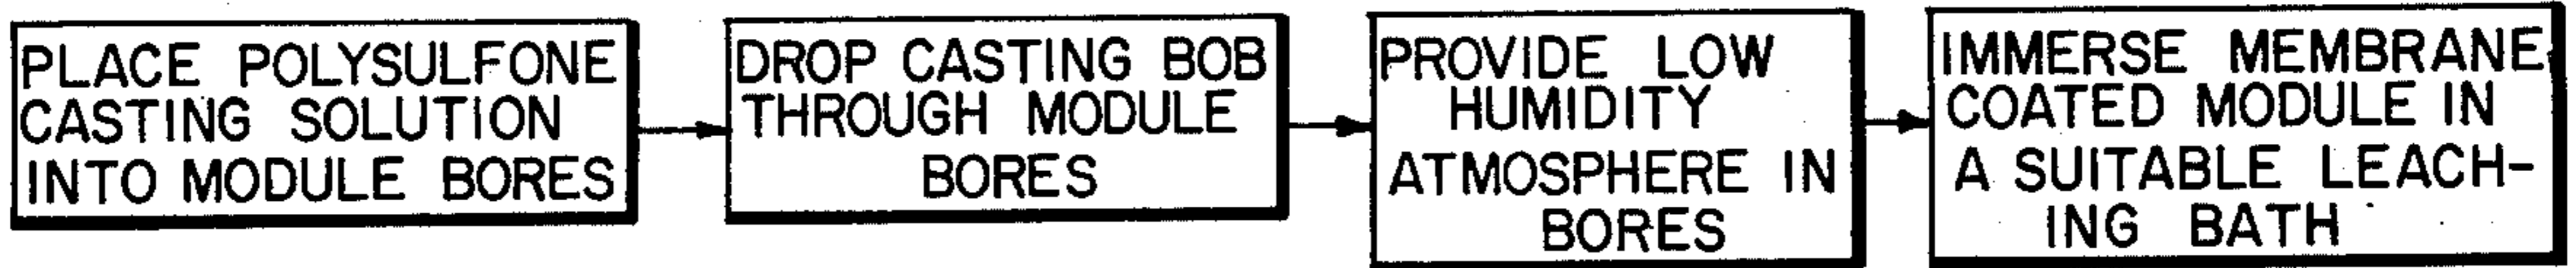 PLACE POLYSULFONE
CASTING SOLUTION
INTO MODULE BORES
DROP CASTING BOB
THROUGH MODULE
BORES
PROVIDE LOW
HUMIDITY
ATMOSPHERE IN
BORES
IMMERSE MEMBRANE
COATED MODULE IN
A SUITABLE LEACH-
ING BATH